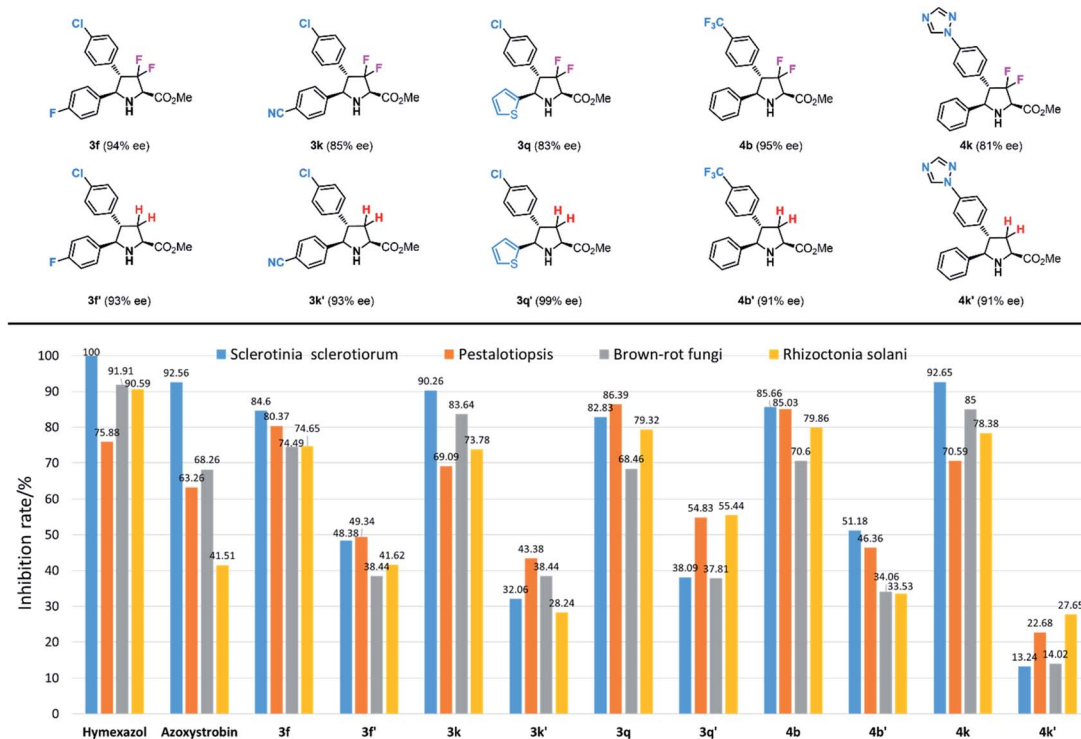 Cl
F
F
F
N
H
CO₂Me
3f (94% ee)
Cl
F
F
NC
N
H
CO₂Me
3k (85% ee)
Cl
F
F
S
N
H
CO₂Me
3q (83% ee)
F₃C
F
F
N
H
CO₂Me
4b (95% ee)
N
N
N
F
F
N
H
CO₂Me
4k (81% ee)
Cl
H
H
F
N
H
CO₂Me
3f' (93% ee)
Cl
H
H
NC
N
H
CO₂Me
3k' (93% ee)
Cl
H
H
S
N
H
CO₂Me
3q' (99% ee)
F₃C
H
H
N
H
CO₂Me
4b' (91% ee)
N
N
N
H
H
N
H
CO₂Me
4k' (91% ee)
Sclerotinia sclerotiorum Pestalotiopsis Brown-rot fungi Rhizoctonia solani
Inhibition rate/%
100
90
80
70
60
50
40
30
20
10
0
100 75.88 91.91 90.59
92.56 63.26 68.26 41.51
84.6 80.37 74.49 74.65
48.38 49.34 38.44 41.62
90.26 69.09 83.64 73.78
32.06 43.38 38.44 28.24
82.83 86.39 68.46 79.32
38.09 54.83 37.81 55.44
85.66 85.03 70.6 79.86
51.18 46.36 34.06 33.53
92.65 70.59 85 78.38
13.24 22.68 14.02 27.65
Hymexazol Azoxystrobin 3f 3f' 3k 3k' 3q 3q' 4b 4b' 4k 4k'